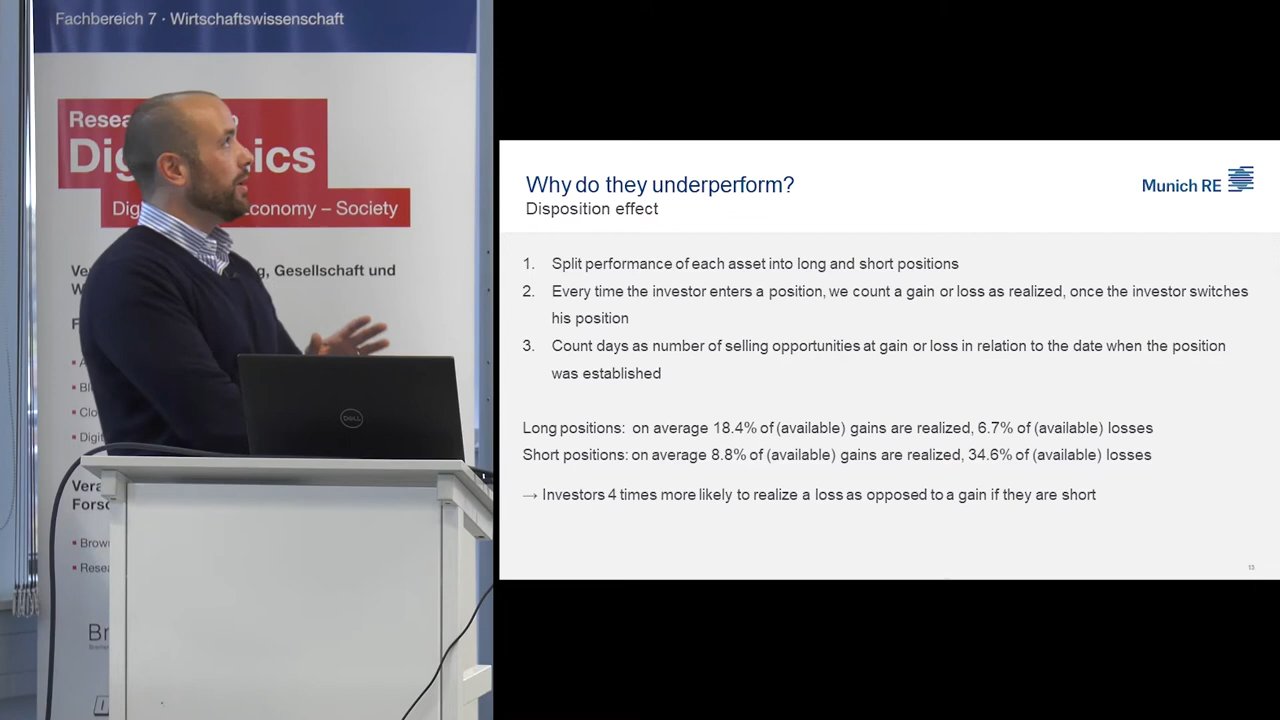 Fachbereich 7 · Wirtschaftswissenschaft
Economy – Society
g, Gesellschaft und
DELL
Why do they underperform?
Disposition effect
Munich RE
1. Split performance of each asset into long and short positions
2. Every time the investor enters a position, we count a gain or loss as realized, once the investor switches
his position
3. Count days as number of selling opportunities at gain or loss in relation to the date when the position
was established
Long positions: on average 18.4% of (available) gains are realized, 6.7% of (available) losses
Short positions: on average 8.8% of (available) gains are realized, 34.6% of (available) losses
→ Investors 4 times more likely to realize a loss as opposed to a gain if they are short
13